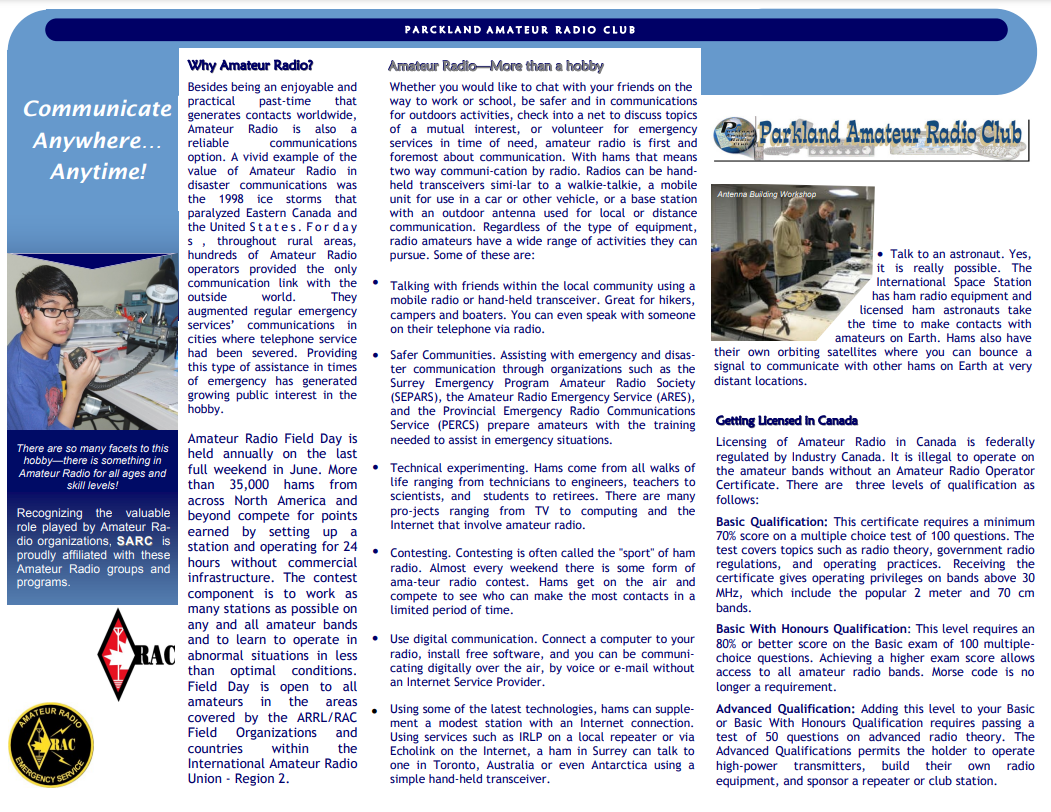 PARCKLAND AMATEUR RADIO CLUB
Communicate
Anywhere...
Anytime!
There are so many facets to this
hobby—there is something in
Amateur Radio for all ages and
skill levels!
Recognizing the valuable
role played by Amateur Ra-
dio organizations, SARC is
proudly affiliated with these
Amateur Radio groups and
programs.
RAC
AMATEUR RADIO
RAC
EMERGENCY SERVICE
Why Amateur Radio?
Besides being an enjoyable and
practical past-time that
generates contacts worldwide,
Amateur Radio is also a
reliable communications
option. A vivid example of the
value of Amateur Radio in
disaster communications was
the 1998 ice storms that
paralyzed Eastern Canada and
the United S t a t e s . F o r d a y
s , throughout rural areas,
hundreds of Amateur Radio
operators provided the only
communication link with the
outside world. They
augmented regular emergency
services' communications in
cities where telephone service
had been severed. Providing
this type of assistance in times
of emergency has generated
growing public interest in the
hobby.
Amateur Radio Field Day is
held annually on the last
full weekend in June. More
than 35,000 hams from
across North America and
beyond compete for points
earned by setting up a
station and operating for 24
hours without commercial
infrastructure. The contest
component is to work as
many stations as possible on
any and all amateur bands
and to learn to operate in
abnormal situations in less
than optimal conditions.
Field Day is open to all
amateurs in the areas
covered by the ARRL/RAC
Field Organizations and
countries within the
International Amateur Radio
Union - Region 2.
Amateur Radio—More than a hobby
Whether you would like to chat with your friends on the
way to work or school, be safer and in communications
for outdoors activities, check into a net to discuss topics
of a mutual interest, or volunteer for emergency
services in time of need, amateur radio is first and
foremost about communication. With hams that means
two way communi-cation by radio. Radios can be hand-
held transceivers simi-lar to a walkie-talkie, a mobile
unit for use in a car or other vehicle, or a base station
with an outdoor antenna used for local or distance
communication. Regardless of the type of equipment,
radio amateurs have a wide range of activities they can
pursue. Some of these are:
• Talking with friends within the local community using a
mobile radio or hand-held transceiver. Great for hikers,
campers and boaters. You can even speak with someone
on their telephone via radio.
• Safer Communities. Assisting with emergency and disas-
ter communication through organizations such as the
Surrey Emergency Program Amateur Radio Society
(SEPARS), the Amateur Radio Emergency Service (ARES),
and the Provincial Emergency Radio Communications
Service (PERCS) prepare amateurs with the training
needed to assist in emergency situations.
• Technical experimenting. Hams come from all walks of
life ranging from technicians to engineers, teachers to
scientists, and students to retirees. There are many
pro-jects ranging from TV to computing and the
Internet that involve amateur radio.
• Contesting. Contesting is often called the "sport" of ham
radio. Almost every weekend there is some form of
ama-teur radio contest. Hams get on the air and
compete to see who can make the most contacts in a
limited period of time.
• Use digital communication. Connect a computer to your
radio, install free software, and you can be communi-
cating digitally over the air, by voice or e-mail without
an Internet Service Provider.
• Using some of the latest technologies, hams can supple-
ment a modest station with an Internet connection.
Using services such as IRLP on a local repeater or via
Echolink on the Internet, a ham in Surrey can talk to
one in Toronto, Australia or even Antarctica using a
simple hand-held transceiver.
Parkland Amateur Radio Club
Antenna Building Workshop
• Talk to an astronaut. Yes,
it is really possible. The
International Space Station
has ham radio equipment and
licensed ham astronauts take
the time to make contacts with
amateurs on Earth. Hams also have
their own orbiting satellites where you can bounce a
signal to communicate with other hams on Earth at very
distant locations.
Getting Licensed in Canada
Licensing of Amateur Radio in Canada is federally
regulated by Industry Canada. It is illegal to operate on
the amateur bands without an Amateur Radio Operator
Certificate. There are three levels of qualification as
follows:
Basic Qualification: This certificate requires a minimum
70% score on a multiple choice test of 100 questions. The
test covers topics such as radio theory, government radio
regulations, and operating practices. Receiving the
certificate gives operating privileges on bands above 30
MHz, which include the popular 2 meter and 70 cm
bands.
Basic With Honours Qualification: This level requires an
80% or better score on the Basic exam of 100 multiple-
choice questions. Achieving a higher exam score allows
access to all amateur radio bands. Morse code is no
longer a requirement.
Advanced Qualification: Adding this level to your Basic
or Basic With Honours Qualification requires passing a
test of 50 questions on advanced radio theory. The
Advanced Qualifications permits the holder to operate
high-power transmitters, build their own radio
equipment, and sponsor a repeater or club station.